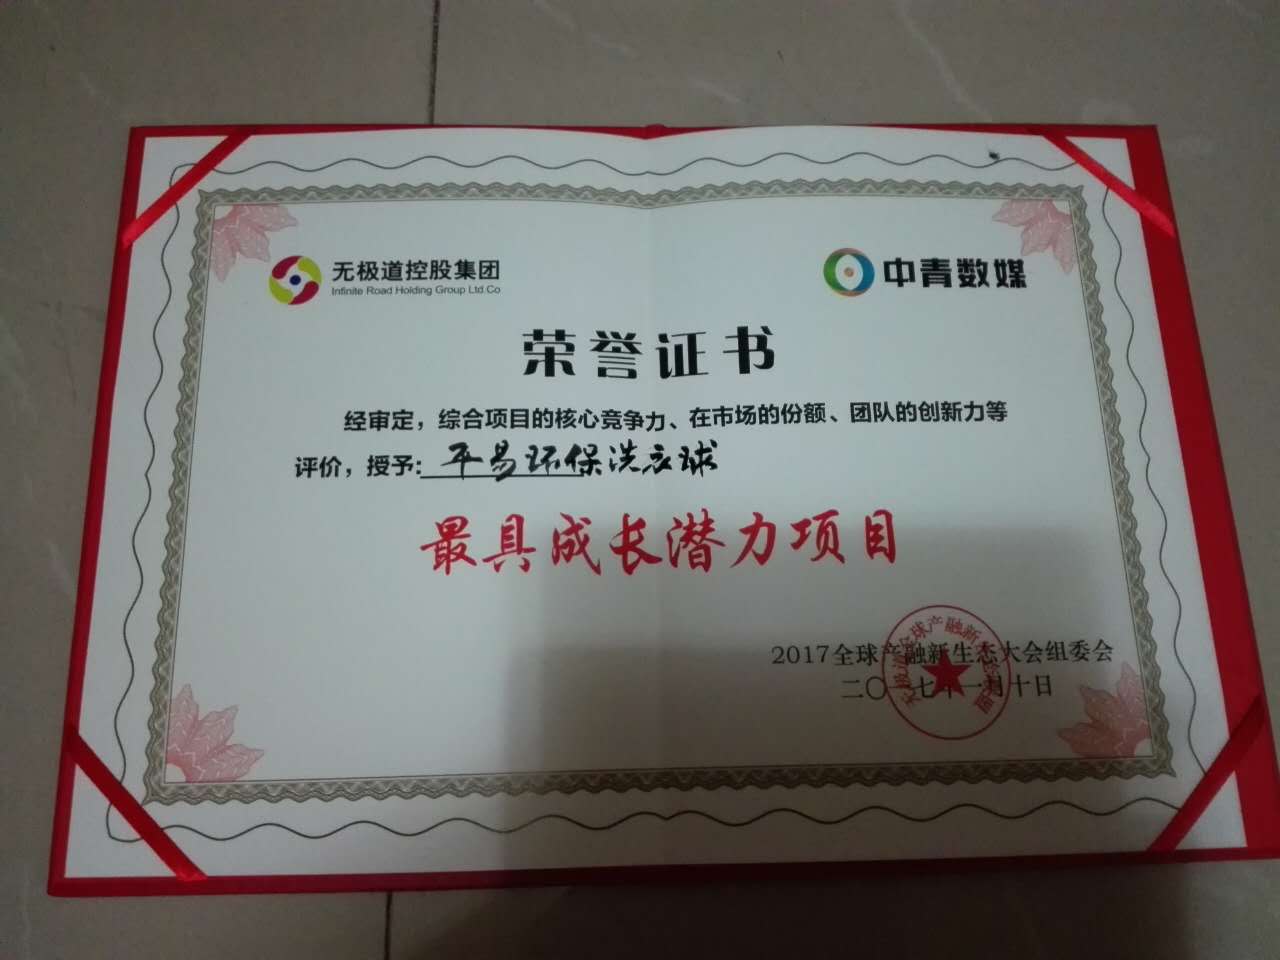 无极道控股集团
Infinite Road Holding Group Ltd.Co
中青数媒
荣誉证书
经审定，综合项目的核心竞争力、在市场的份额、团队的创新力等
评价，授予:平易环保洗衣球
最具成长潜力项目
2017全球产融新生态大会组委会
二〇一七年一月十日